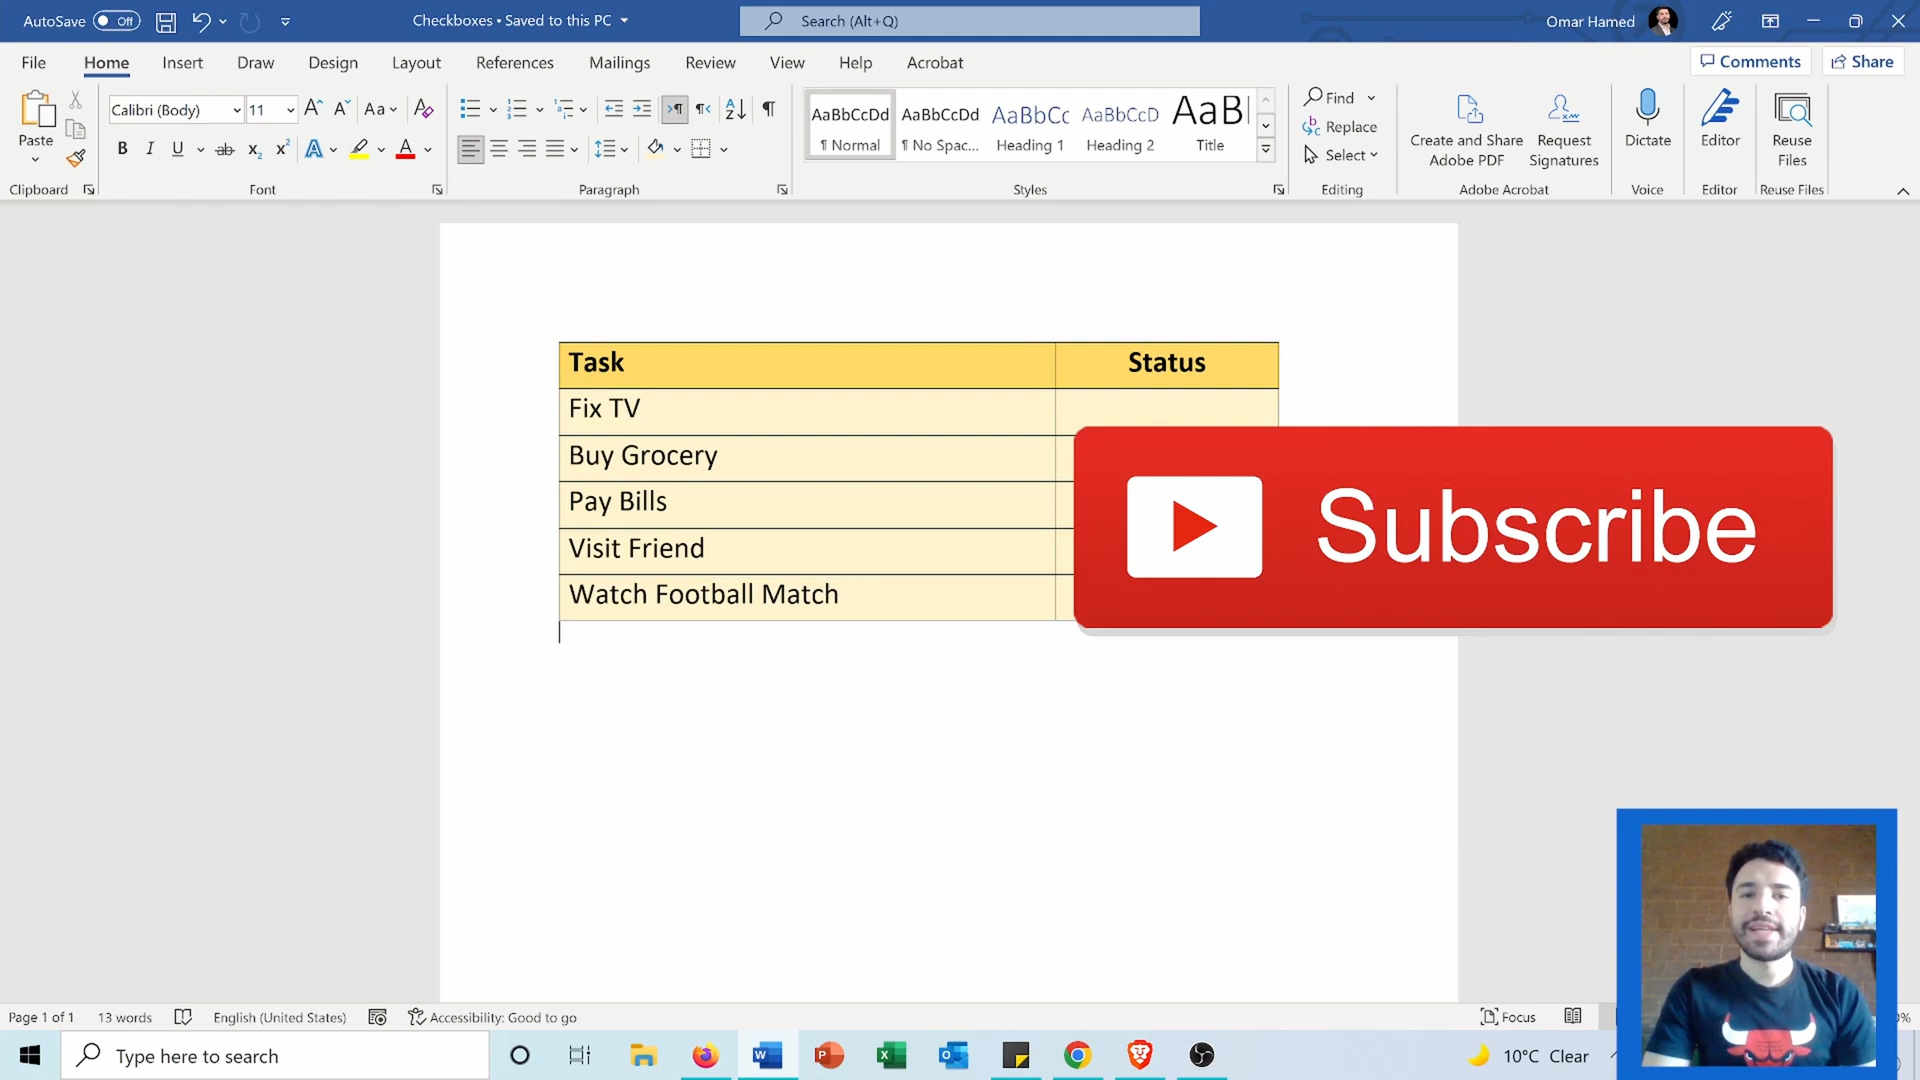 AutoSave Off Checkboxes • Saved to this PC Search (Alt+Q) Omar Hamed
File Home Insert Draw Design Layout References Mailings Review View Help Acrobat Comments Share
Paste
Calibri (Body) 11 Aa
B I U ab x₂ x² A A
AaBbCcDd AaBbCcDd AaBbCc AaBbCcD AaB
¶ Normal ¶ No Spac... Heading 1 Heading 2 Title
Find
Replace
Select
Create and Share Adobe PDF
Request Signatures
Dictate
Editor
Reuse Files
Clipboard Font Paragraph Styles Editing Adobe Acrobat Voice Editor Reuse Files
Task Status
Fix TV
Buy Grocery
Pay Bills
Visit Friend
Watch Football Match
Subscribe
Page 1 of 1 13 words English (United States) Accessibility: Good to go Focus
Type here to search 10°C Clear